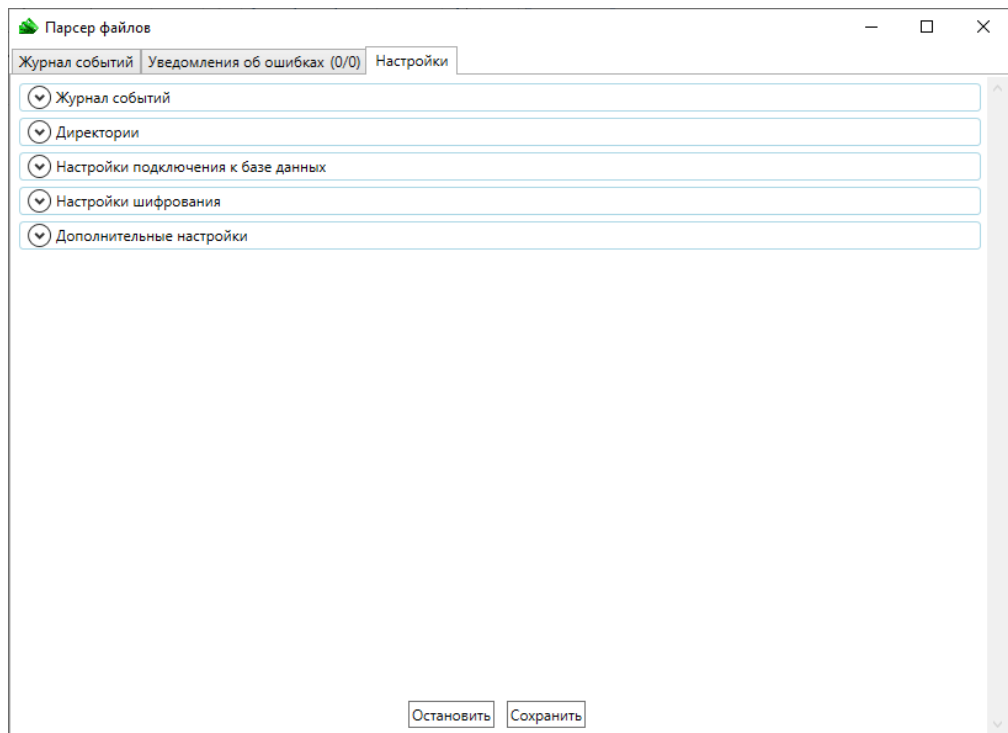 Парсер файлов
Журнал событий Уведомления об ошибках (0/0) Настройки
Журнал событий
Директории
Настройки подключения к базе данных
Настройки шифрования
Дополнительные настройки
Остановить Сохранить